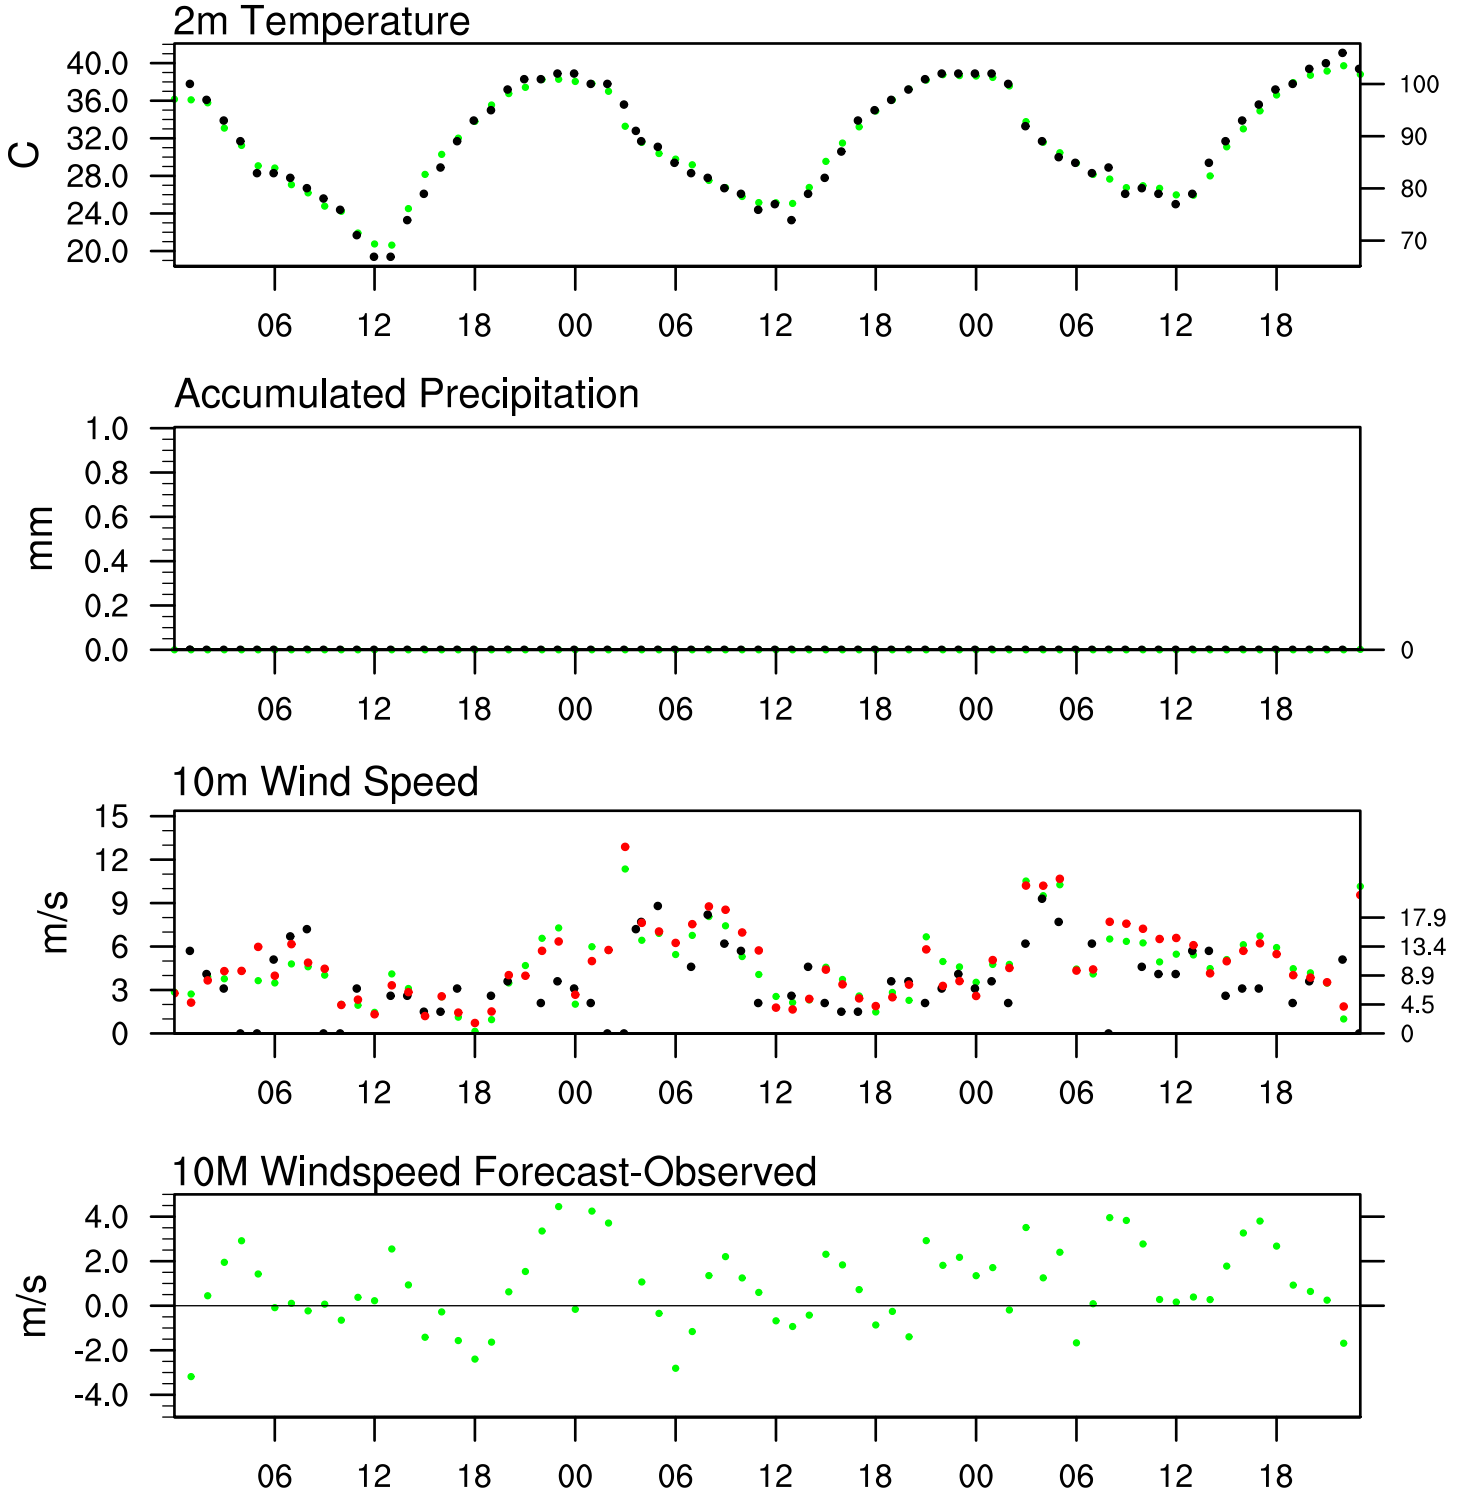 2m Temperature
40.0
36.0
32.0
28.0
24.0
20.0
C
100
90
80
70
06 12 18 00 06 12 18 00 06 12 18
Accumulated Precipitation
1.0
0.8
0.6
0.4
0.2
0.0
mm
0
06 12 18 00 06 12 18 00 06 12 18
10m Wind Speed
15
12
9
6
3
0
m/s
17.9
13.4
8.9
4.5
0
06 12 18 00 06 12 18 00 06 12 18
10M Windspeed Forecast-Observed
4.0
2.0
0.0
-2.0
-4.0
m/s
06 12 18 00 06 12 18 00 06 12 18